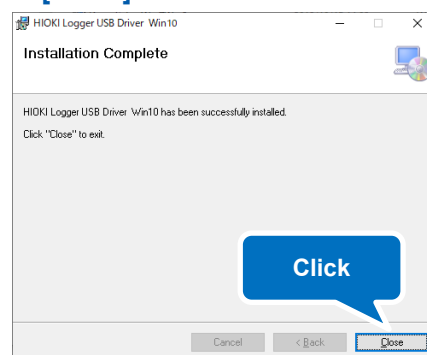 HIOKI Logger USB Driver Win10
Installation Complete
HIOKI Logger USB Driver Win10 has been successfully installed.
Click "Close" to exit.
Click
Cancel
< Back
Close